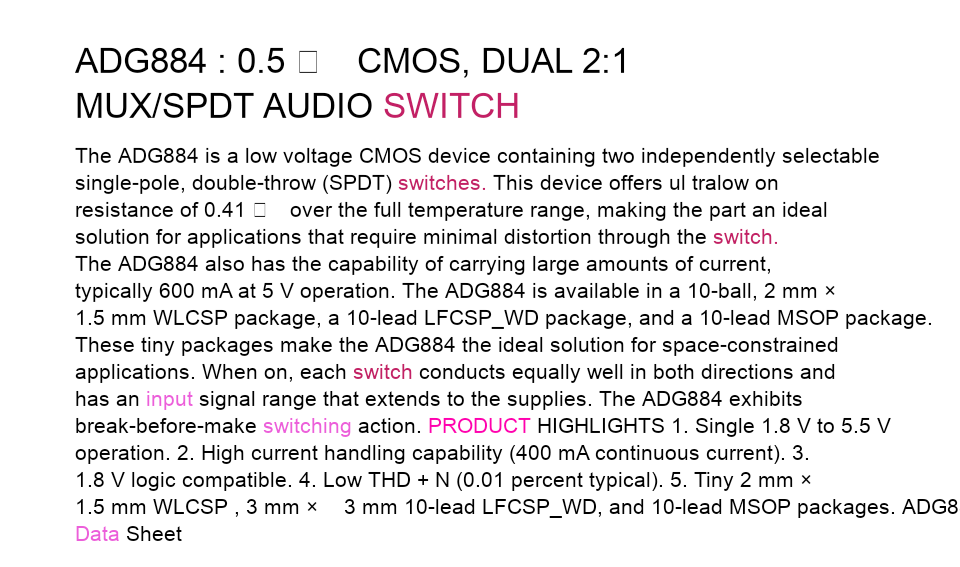 ADG884 : 0.5 □ CMOS, DUAL 2:1
MUX/SPDT AUDIO SWITCH
The ADG884 is a low voltage CMOS device containing two independently selectable
single-pole, double-throw (SPDT) switches. This device offers ul tralow on
resistance of 0.41 □ over the full temperature range, making the part an ideal
solution for applications that require minimal distortion through the switch.
The ADG884 also has the capability of carrying large amounts of current,
typically 600 mA at 5 V operation. The ADG884 is available in a 10-ball, 2 mm ×
1.5 mm WLCSP package, a 10-lead LFCSP_WD package, and a 10-lead MSOP package.
These tiny packages make the ADG884 the ideal solution for space-constrained
applications. When on, each switch conducts equally well in both directions and
has an input signal range that extends to the supplies. The ADG884 exhibits
break-before-make switching action. PRODUCT HIGHLIGHTS 1. Single 1.8 V to 5.5 V
operation. 2. High current handling capability (400 mA continuous current). 3.
1.8 V logic compatible. 4. Low THD + N (0.01 percent typical). 5. Tiny 2 mm ×
1.5 mm WLCSP , 3 mm × 3 mm 10-lead LFCSP_WD, and 10-lead MSOP packages. ADG8
Data Sheet